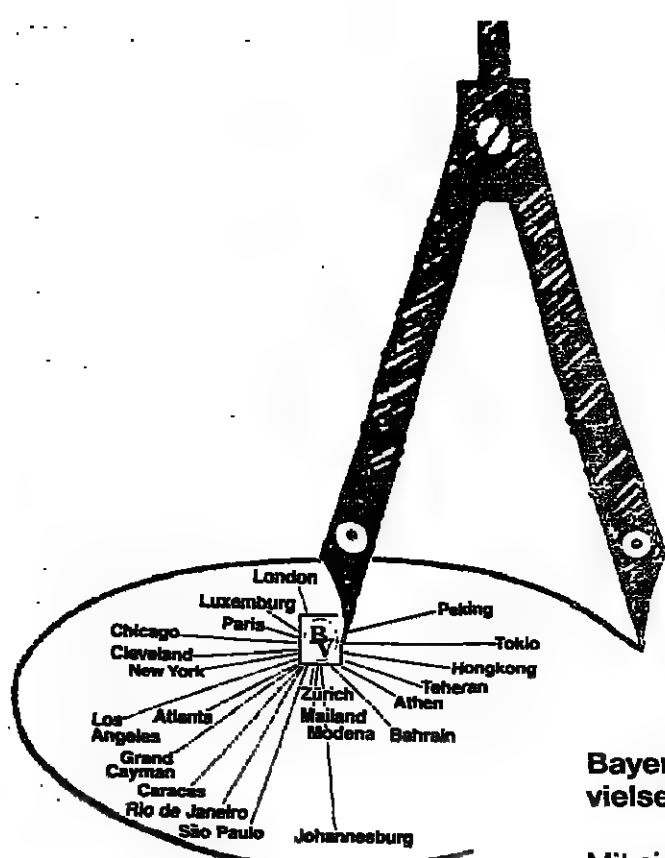 London
Luxemburg
Paris
Chicago
Cleveland
New York
Los
Angeles
Atlanta
Grand
Cayman
Caracas
Rio de Janeiro
São Paulo
BV
Peking
Tokio
Hongkong
Teheran
Athen
Bahrain
Zürich
Mailand
Modena
Johannesburg
Bayer
vielse